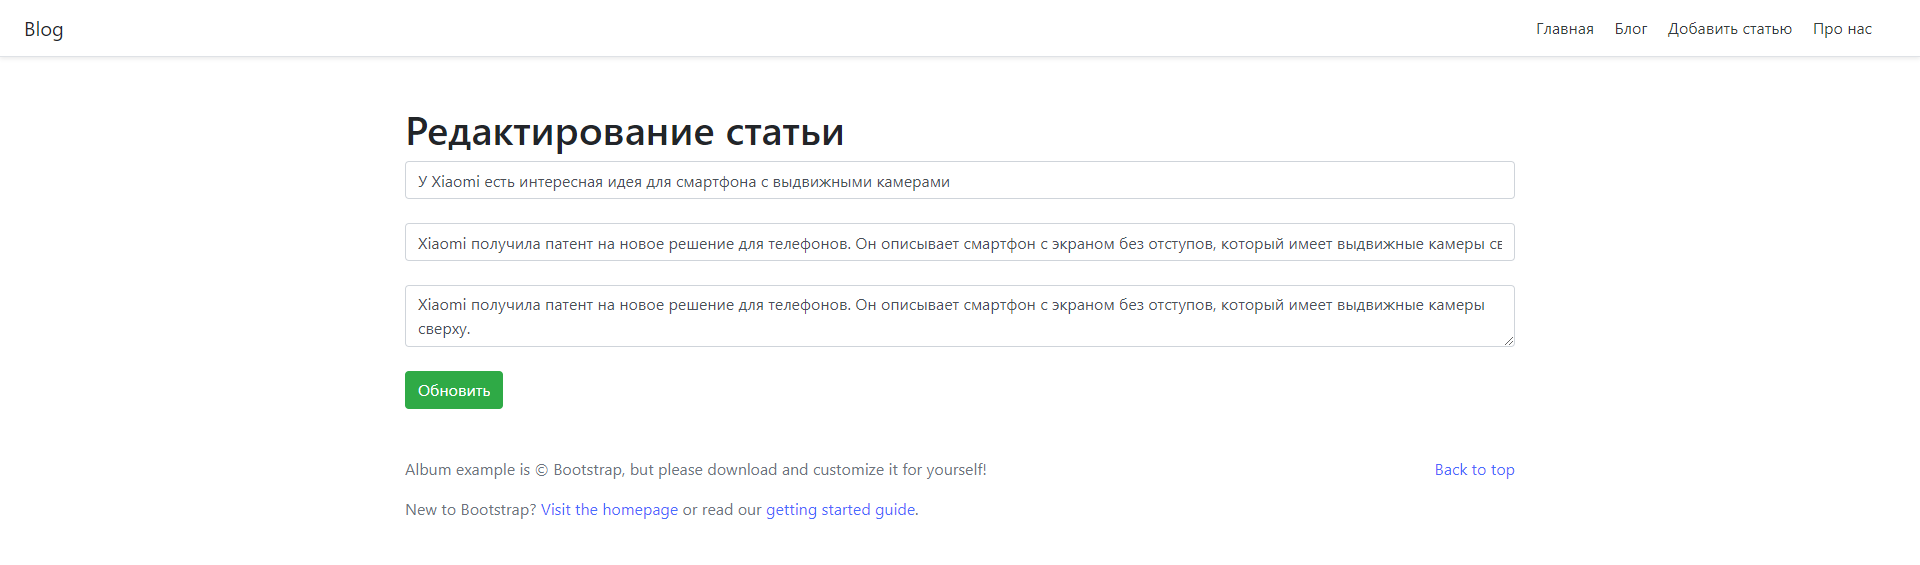 Blog
Главная Блог Добавить статью Про нас
Редактирование статьи
У Xiaomi есть интересная идея для смартфона с выдвижными камерами
Xiaomi получила патент на новое решение для телефонов. Он описывает смартфон с экраном без отступов, который имеет выдвижные камеры св
Xiaomi получила патент на новое решение для телефонов. Он описывает смартфон с экраном без отступов, который имеет выдвижные камеры
сверху.
Обновить
Album example is © Bootstrap, but please download and customize it for yourself!
Back to top
New to Bootstrap? Visit the homepage or read our getting started guide.